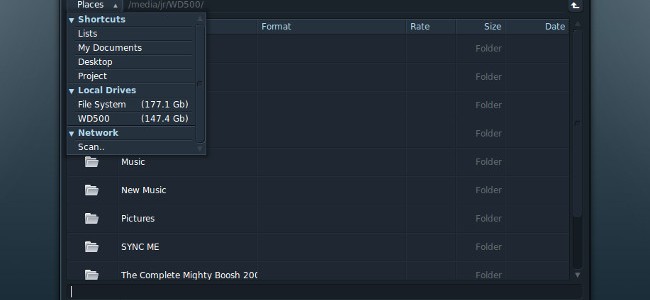 Places /media/jr/WD500/
Shortcuts
Format Rate Size Date
Lists
My Documents
Folder
Desktop
Project
Folder
Local Drives
File System (177.1 Gb)
Folder
WD500 (147.4 Gb)
Network
Folder
Scan..
Music Folder
New Music Folder
Pictures Folder
SYNC ME Folder
The Complete Mighty Boosh 200 Folder